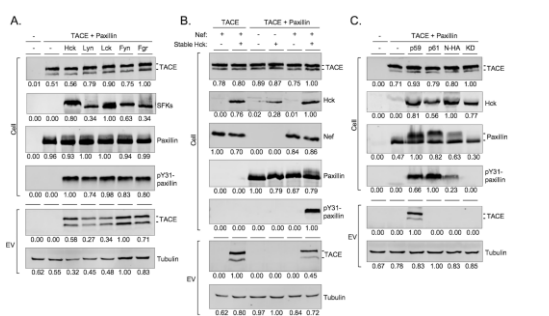 A.
TACE + Paxillin
- - Hck Lyn Lck Fyn Fgr
Cell
TACE
0.01 0.51 0.56 0.79 0.90 0.75 1.00
SFKs
0.00 0.00 0.80 0.34 1.00 0.63 0.34
Paxillin
0.00 0.96 0.93 1.00 1.00 0.94 0.99
pY31-
paxillin
0.00 0.00 1.00 0.74 0.98 0.83 0.80
EV
TACE
0.00 0.00 0.58 0.27 0.34 1.00 0.71
Tubulin
0.62 0.55 0.32 0.45 0.48 1.00 0.83
B.
TACE TACE + Paxillin
Nef: + + - - + +
Stable Hck: - + - + - +
Cell
TACE
0.78 0.80 0.89 0.87 0.75 1.00
Hck
0.00 0.76 0.02 0.28 0.01 1.00
Nef
1.00 0.70 0.00 0.00 0.84 0.86
Paxillin
0.00 0.00 1.00 0.79 0.67 0.79
pY31-
paxillin
0.00 0.00 0.00 0.00 0.00 1.00
EV
TACE
0.00 1.00 0.00 0.00 0.00 0.45
Tubulin
0.62 0.80 0.97 1.00 0.84 0.72
C.
TACE + Paxillin
- - p59 p61 N-HA KD
Cell
TACE
0.00 0.71 0.93 0.79 0.80 1.00
Hck
0.00 0.00 0.81 0.56 1.00 0.77
Paxillin
0.00 0.47 1.00 0.82 0.63 0.30
pY31-
paxillin
0.00 0.00 0.66 1.00 0.23 0.00
EV
TACE
0.00 0.00 1.00 0.00 0.00 0.00
Tubulin
0.67 0.78 0.83 1.00 0.83 0.85